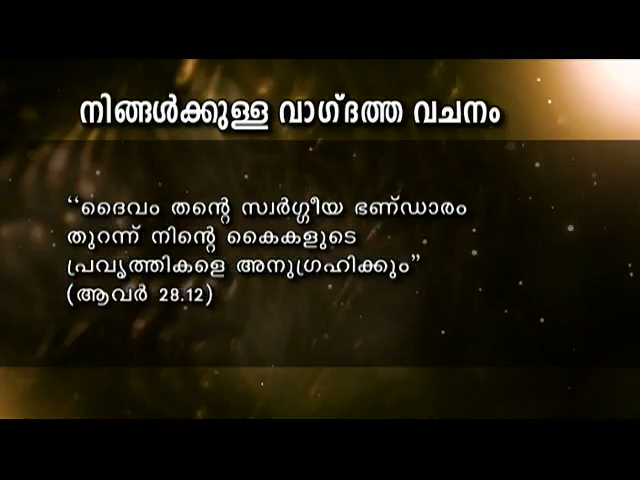 നിങ്ങൾക്കുള്ള വാഗ്ദത്ത വചനം
“ദൈവം തന്റെ സ്വർഗ്ഗീയ ഭണ്ഡാരം
തുറന്ന് നിന്റെ കൈകളുടെ
പ്രവൃത്തികളെ അനുഗ്രഹിക്കും”
(ആവർ 28.12)